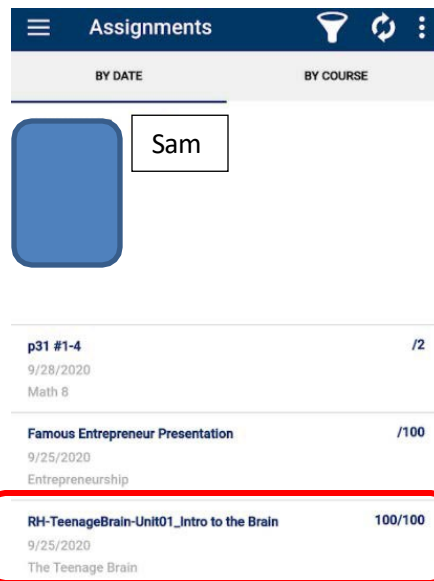 Assignments
BY DATE BY COURSE
Sam
p31 #1-4 /2
9/28/2020
Math 8
Famous Entrepreneur Presentation /100
9/25/2020
Entrepreneurship
RH-TeenageBrain-Unit01_Intro to the Brain 100/100
9/25/2020
The Teenage Brain